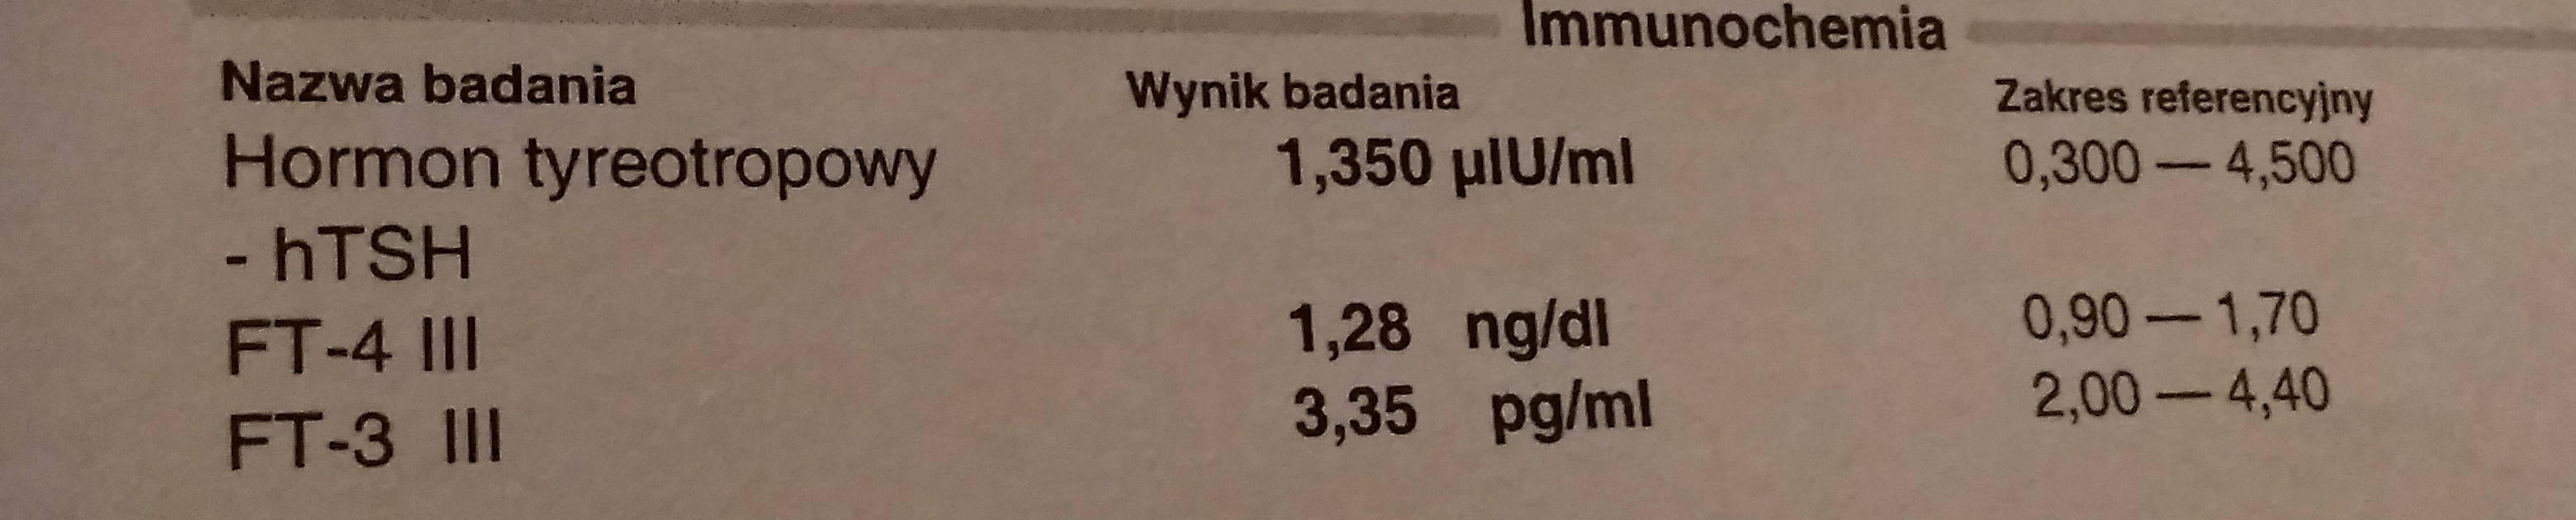 Immunochemia
Nazwa badania Wynik badania Zakres referencyjny
Hormon tyreotropowy 1,350 µIU/ml 0,300 — 4,500
- hTSH
FT-4 III 1,28 ng/dl 0,90 — 1,70
FT-3 III 3,35 pg/ml 2,00 — 4,40